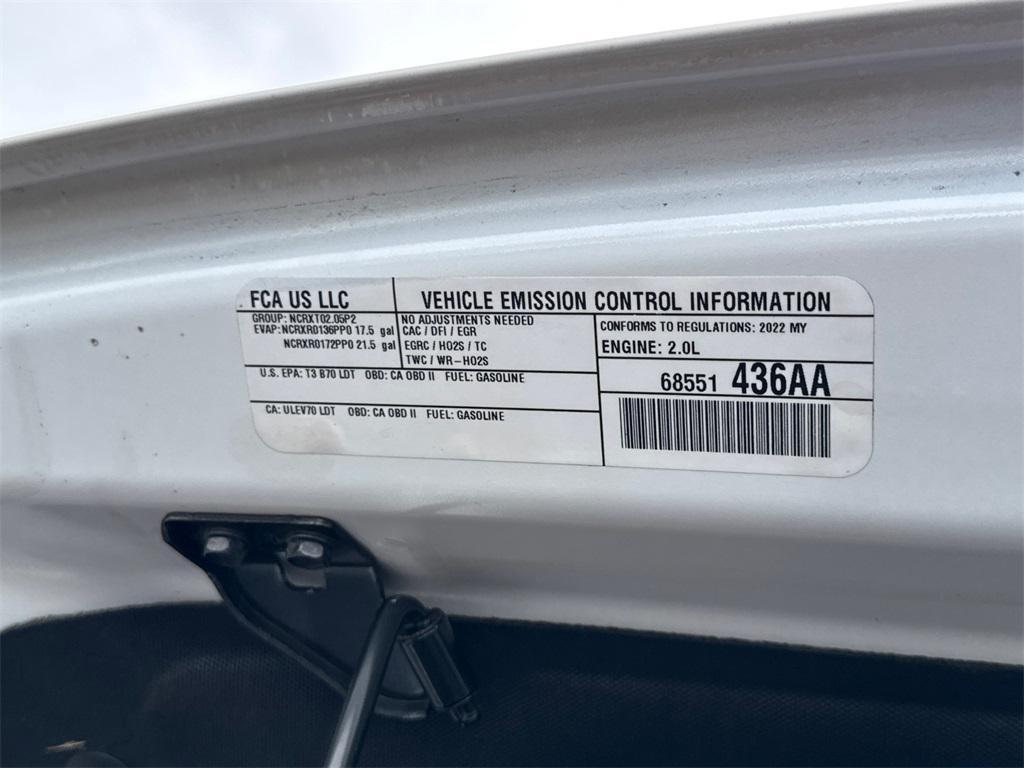 FCA US LLC
VEHICLE EMISSION CONTROL INFORMATION
GROUP: NCRXT02.05P2
EVAP: NCRXR0136PP0 17.5 gal
NCRXR0172PP0 21.5 gal
NO ADJUSTMENTS NEEDED
CAC / DFI / EGR
EGRC / HO2S / TC
TWC / WR-HO2S
CONFORMS TO REGULATIONS: 2022 MY
ENGINE: 2.0L
U.S. EPA: T3 B70 LDT OBD: CA OBD II FUEL: GASOLINE
68551 436AA
CA: ULEV70 LDT OBD: CA OBD II FUEL: GASOLINE